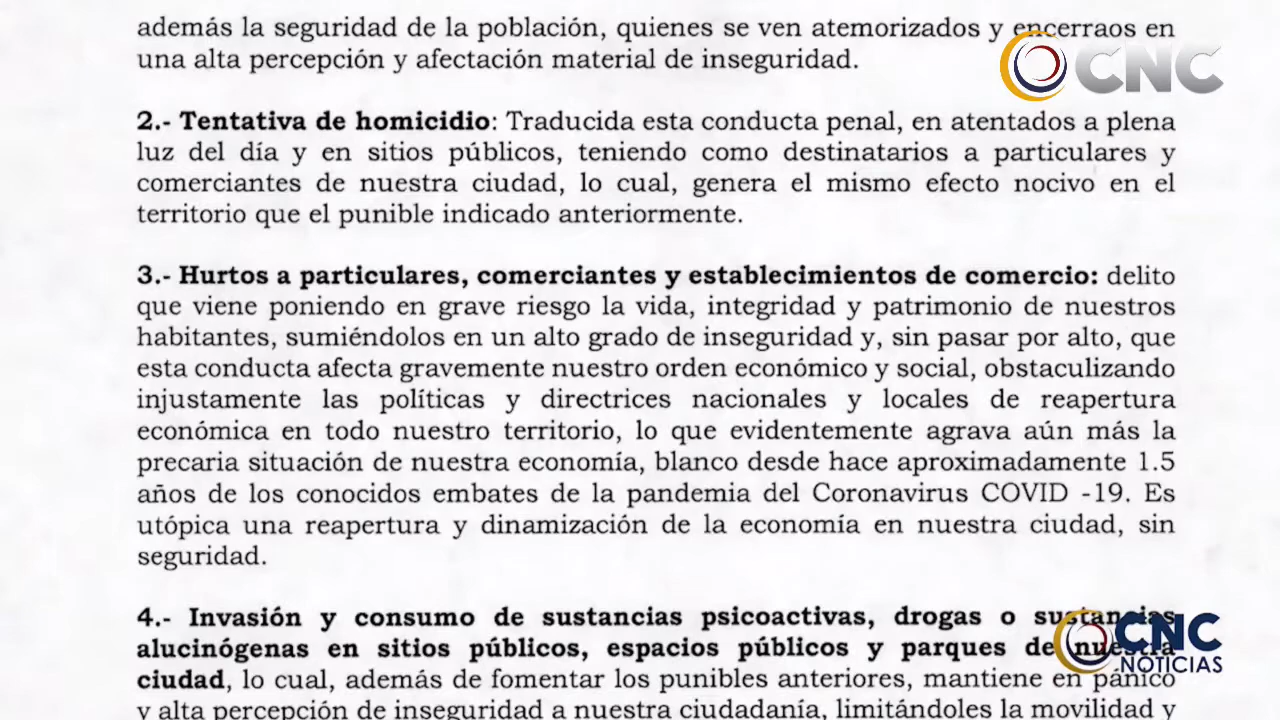 además la seguridad de la población, quienes se ven atemorizados y encerraos en
una alta percepción y afectación material de inseguridad.
CNC
2.- Tentativa de homicidio: Traducida esta conducta penal, en atentados a plena
luz del día y en sitios públicos, teniendo como destinatarios a particulares y
comerciantes de nuestra ciudad, lo cual, genera el mismo efecto nocivo en el
territorio que el punible indicado anteriormente.
3.- Hurtos a particulares, comerciantes y establecimientos de comercio: delito
que viene poniendo en grave riesgo la vida, integridad y patrimonio de nuestros
habitantes, sumiéndolos en un alto grado de inseguridad y, sin pasar por alto, que
esta conducta afecta gravemente nuestro orden económico y social, obstaculizando
injustamente las políticas y directrices nacionales y locales de reapertura
económica en todo nuestro territorio, lo que evidentemente agrava aún más la
precaria situación de nuestra economía, blanco desde hace aproximadamente 1.5
años de los conocidos embates de la pandemia del Coronavirus COVID -19. Es
utópica una reapertura y dinamización de la economía en nuestra ciudad, sin
seguridad.
4.- Invasión y consumo de sustancias psicoactivas, drogas o sustancias
alucinógenas en sitios públicos, espacios públicos y parques de nuestra
ciudad, lo cual, además de fomentar los punibles anteriores, mantiene en pánico
y alta percepción de inseguridad a nuestra ciudadanía, limitándoles la movilidad y
CNC
NOTICIAS